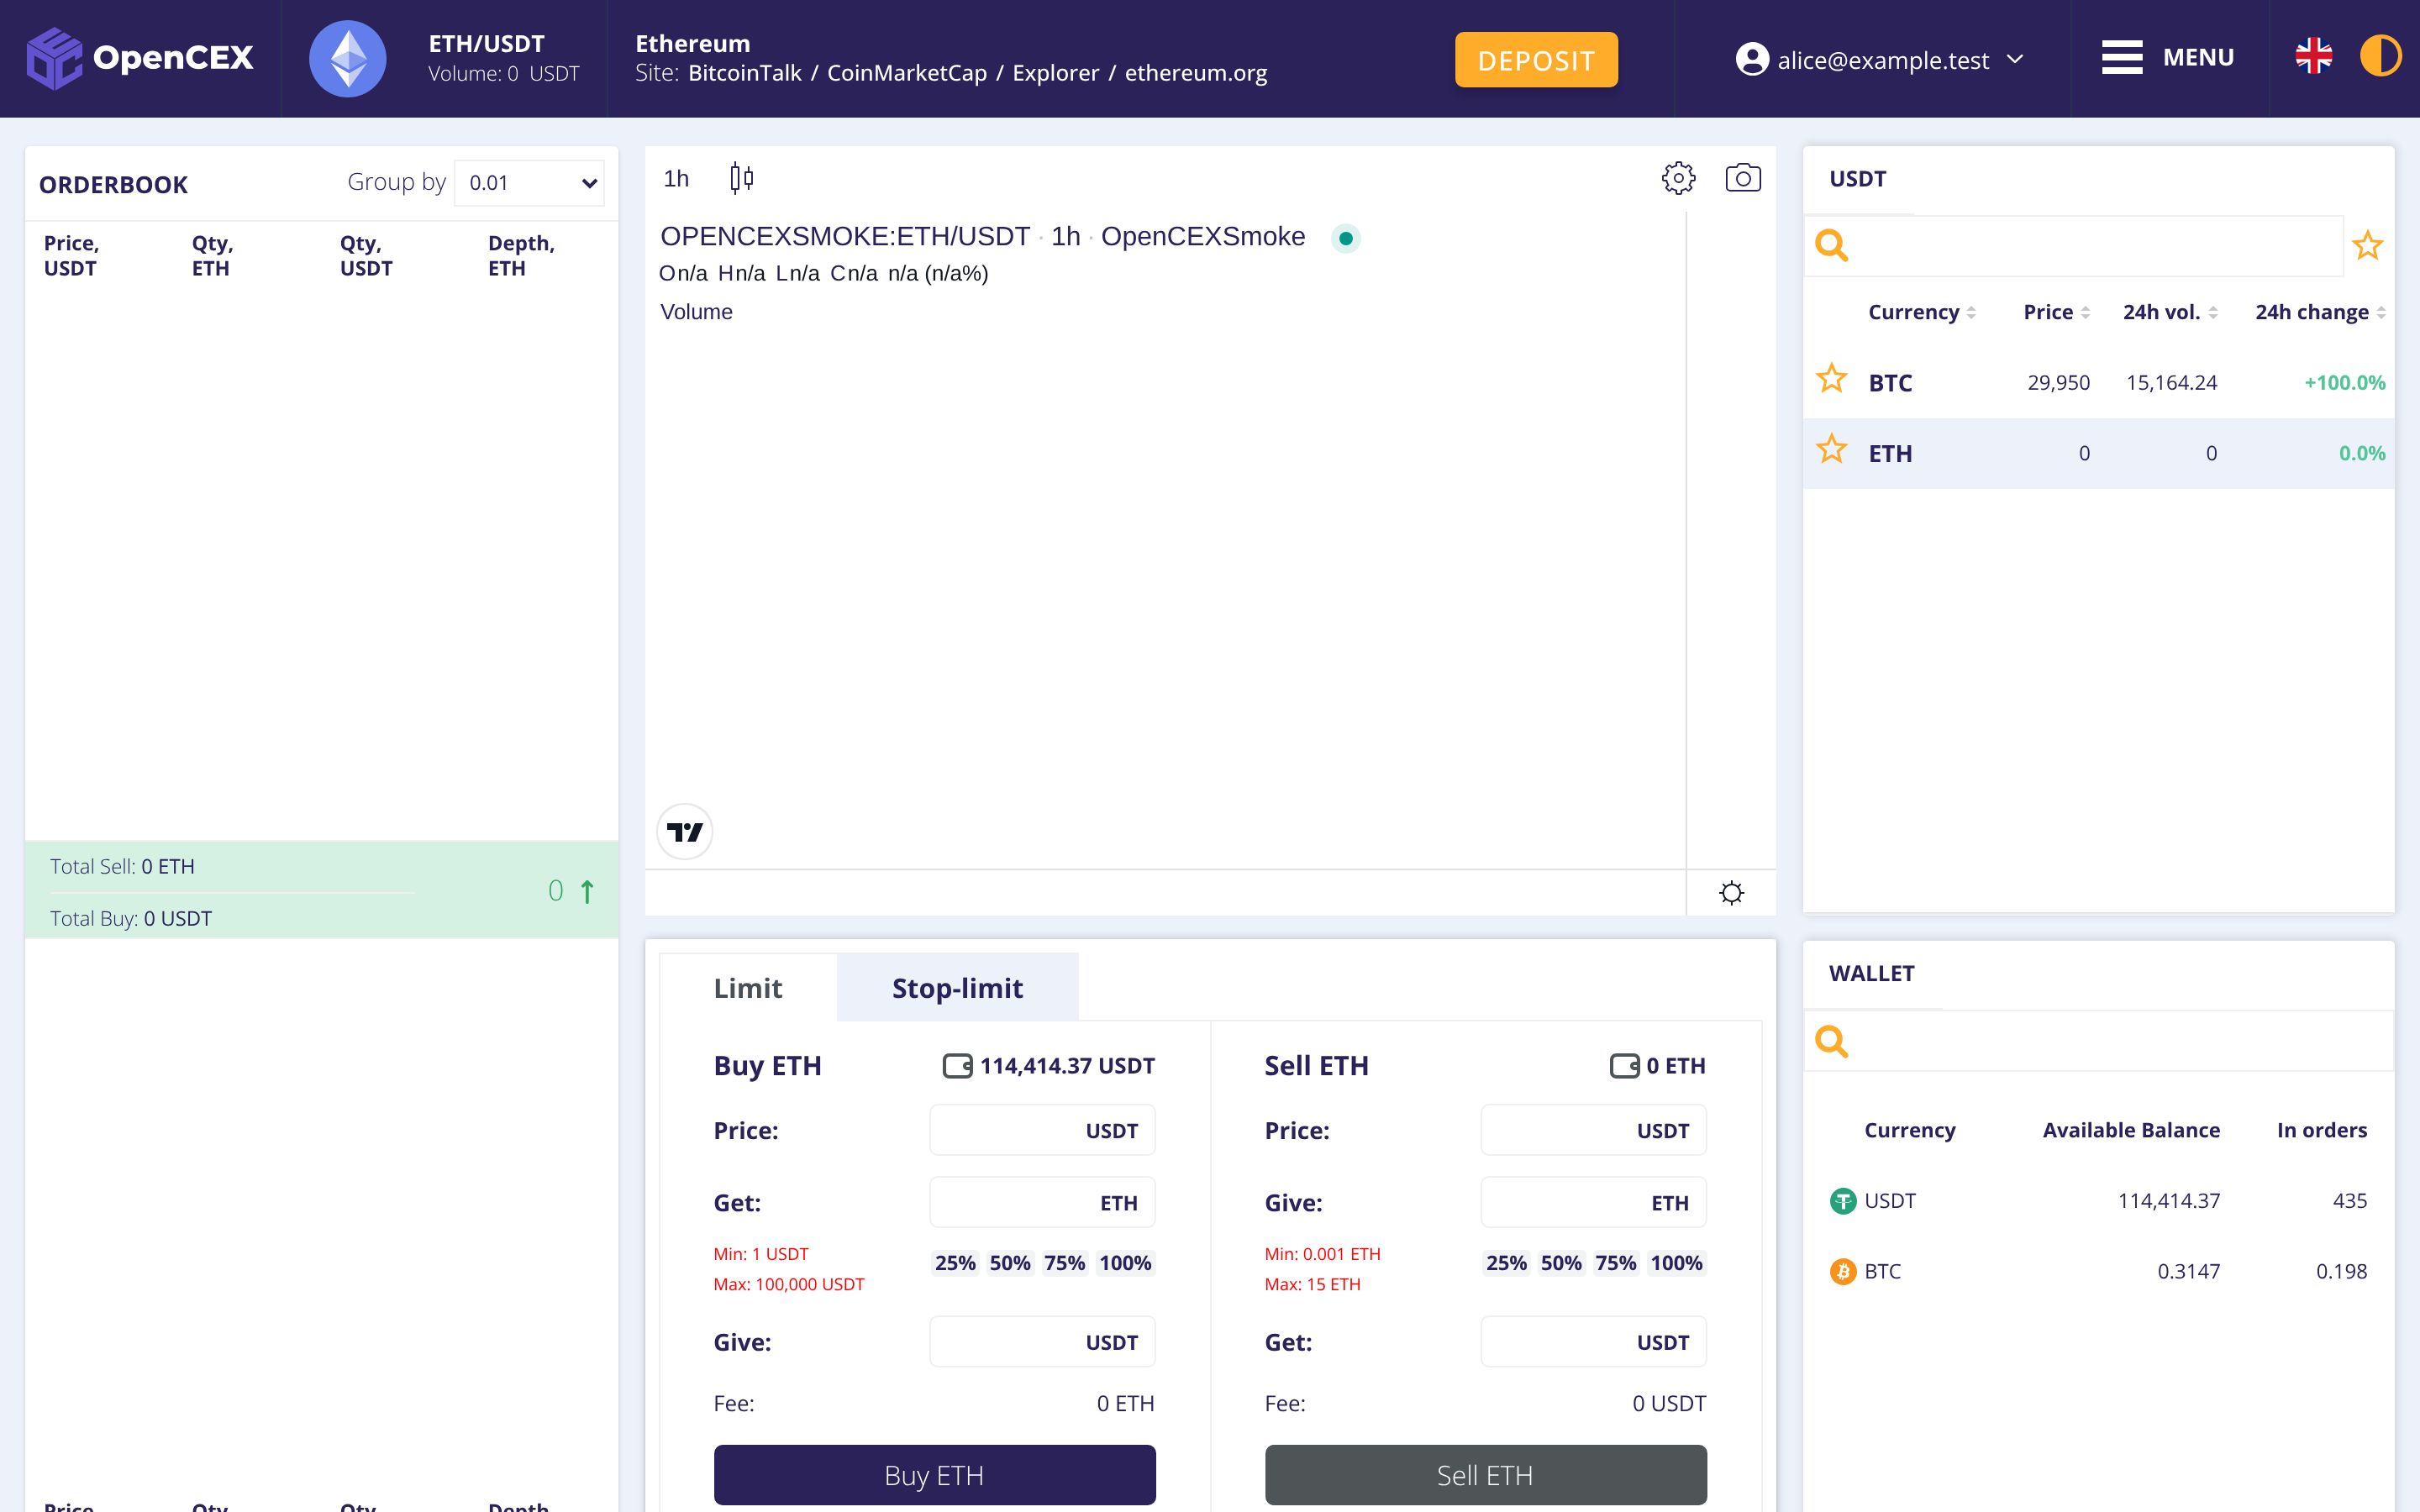 OpenCEX
ETH/USDT
Volume: 0 USDT
Ethereum
Site: BitcoinTalk / CoinMarketCap / Explorer / ethereum.org
DEPOSIT
alice@example.test
MENU
ORDERBOOK
Group by
0.01
Price, USDT
Qty, ETH
Qty, USDT
Depth, ETH
Total Sell: 0 ETH
0 ↑
Total Buy: 0 USDT
Price
Qty
Qty
Depth
1h
OPENCEXSMOKE:ETH/USDT · 1h · OpenCEXSmoke
On/a Hn/a Ln/a Cn/a n/a (n/a%)
Volume
Limit
Stop-limit
Buy ETH
114,414.37 USDT
Price:
USDT
Get:
ETH
Min: 1 USDT
Max: 100,000 USDT
25% 50% 75% 100%
Give:
USDT
Fee:
0 ETH
Buy ETH
Sell ETH
0 ETH
Price:
USDT
Give:
ETH
Min: 0.001 ETH
Max: 15 ETH
25% 50% 75% 100%
Get:
USDT
Fee:
0 USDT
Sell ETH
USDT
Currency Price 24h vol. 24h change
BTC 29,950 15,164.24 +100.0%
ETH 0 0 0.0%
WALLET
Currency Available Balance In orders
USDT 114,414.37 435
BTC 0.3147 0.198